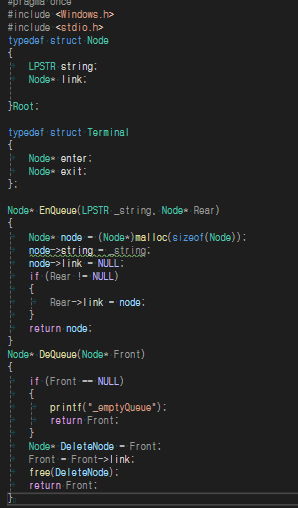 #pragma once
#include <Windows.h>
#include <stdio.h>
typedef struct Node
{
LPSTR string;
Node* link;
}Root;
typedef struct Terminal
{
Node* enter;
Node* exit;
};
Node* EnQueue(LPSTR _string, Node* Rear)
{
Node* node = (Node*)malloc(sizeof(Node));
node->string = _string;
node->link = NULL;
if (Rear != NULL)
{
Rear->link = node;
}
return node;
}
Node* DeQueue(Node* Front)
{
if (Front == NULL)
{
printf("_emptyQueue");
return Front;
}
Node* DeleteNode = Front;
Front = Front->link;
free(DeleteNode);
return Front;
}